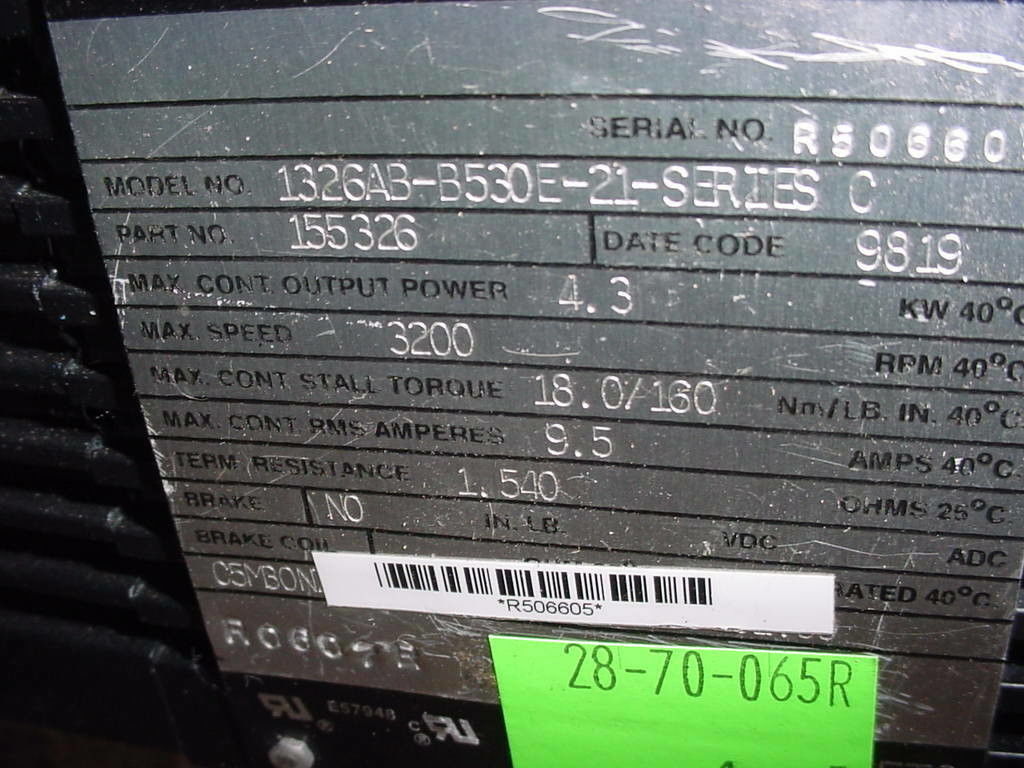 SERIAL NO. R50660
MODEL NO. 1326AB-B530E-21-SERIES C
PART NO. 155326 DATE CODE 9819
MAX. CONT. OUTPUT POWER 4.3 KW 40°C
MAX. SPEED 3200 RPM 40°C
MAX. CONT STALL TORQUE 18.0/160 Nm/LB. IN. 40°C
MAX. CONT RMS AMPERES 9.5 AMPS 40°C
TERM. RESISTANCE 1.540 OHMS 25°C
BRAKE NO IN. LB. VDC ADC
BRAKE COIL
RATED 40°C
*R506605*
28-70-065R
E57948